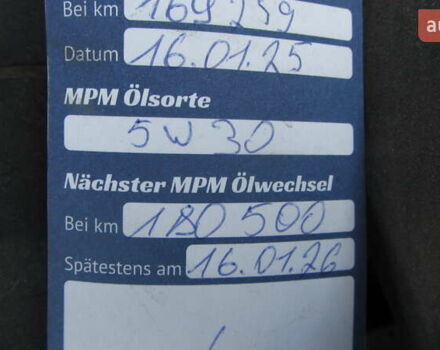 Bei km 169 259
Datum 16.01.25
MPM Ölsorte
5W30
Nächster MPM Ölwechsel
Bei km 180 500
Spätestens am 16.01.26